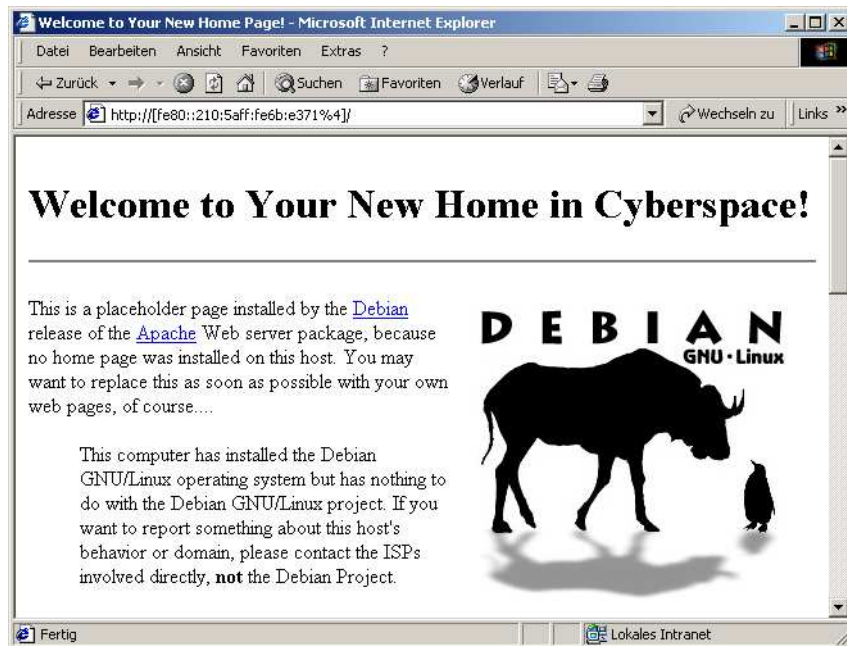 Welcome to Your New Home Page! - Microsoft Internet Explorer
Datei Bearbeiten Ansicht Favoriten Extras ?
Zurück Suchen Favoriten Verlauf
Adresse http://[fe80::210:5aff:fe6b:e371%4]/ Wechseln zu Links »
Welcome to Your New Home in Cyberspace!
This is a placeholder page installed by the Debian
release of the Apache Web server package, because
no home page was installed on this host. You may
want to replace this as soon as possible with your own
web pages, of course....
This computer has installed the Debian
GNU/Linux operating system but has nothing to
do with the Debian GNU/Linux project. If you
want to report something about this host's
behavior or domain, please contact the ISPs
involved directly, not the Debian Project.
DEBIAN
GNU·Linux
Fertig Lokales Intranet